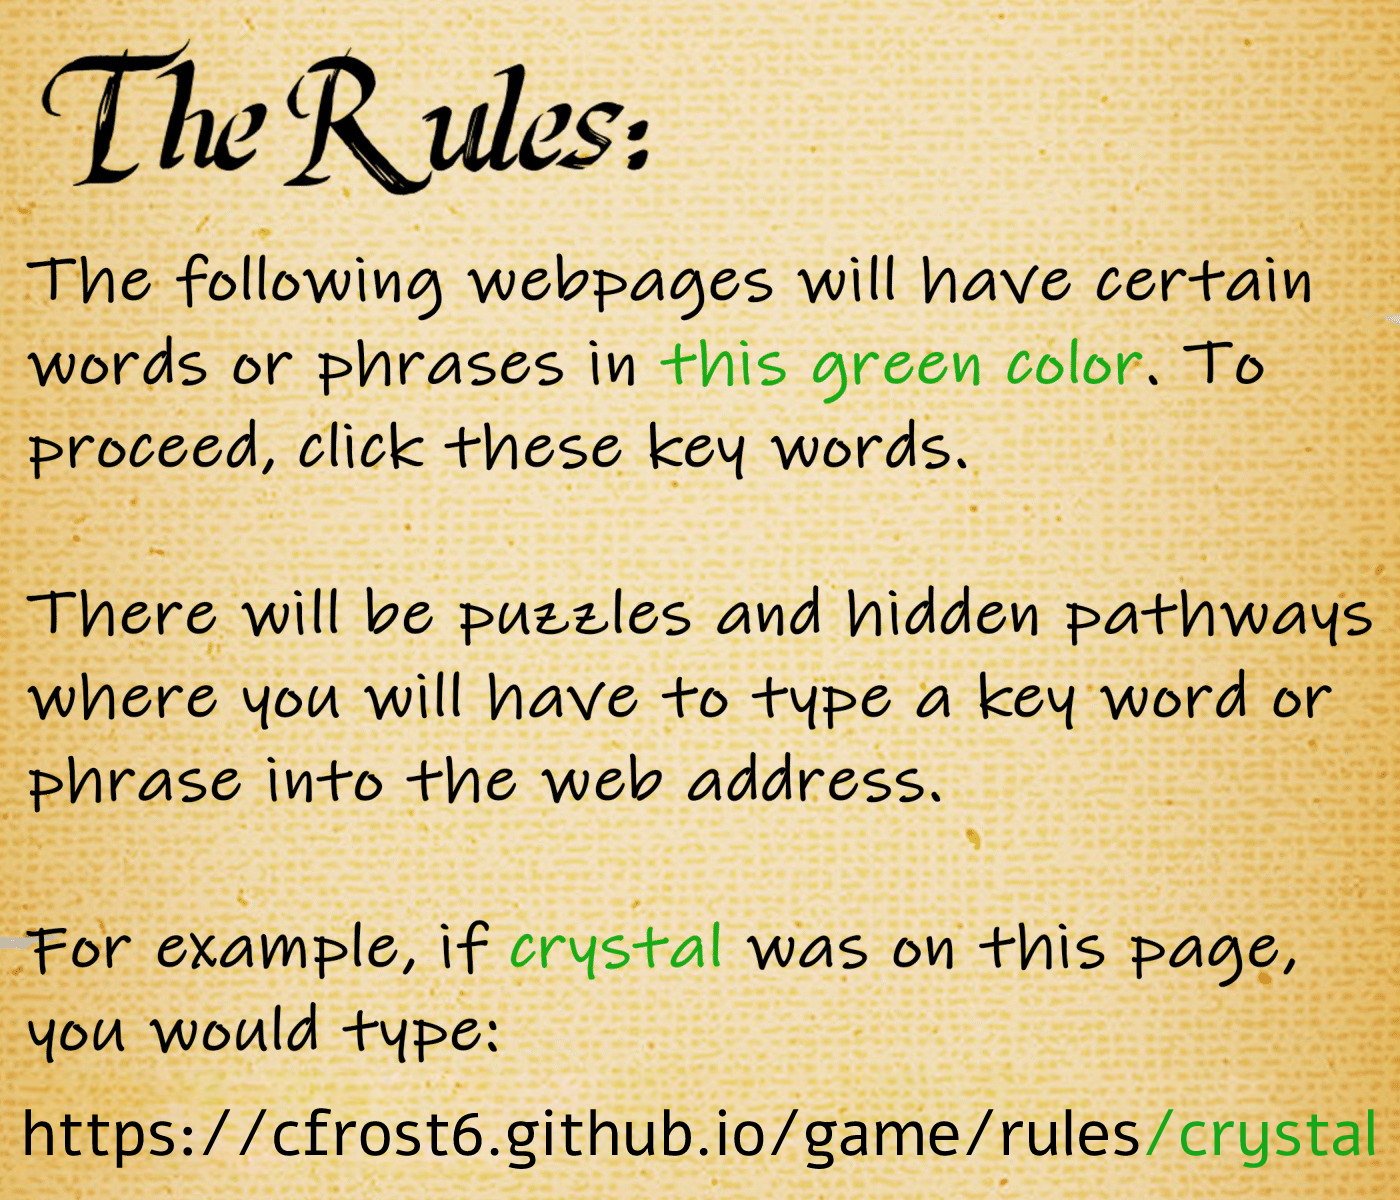 The Rules:
The following webpages will have certain
words or phrases in this green color. To
proceed, click these key words.
There will be puzzles and hidden pathways
where you will have to type a key word or
phrase into the web address.
For example, if crystal was on this page,
you would type:
https://cfrost6.github.io/game/rules/crystal